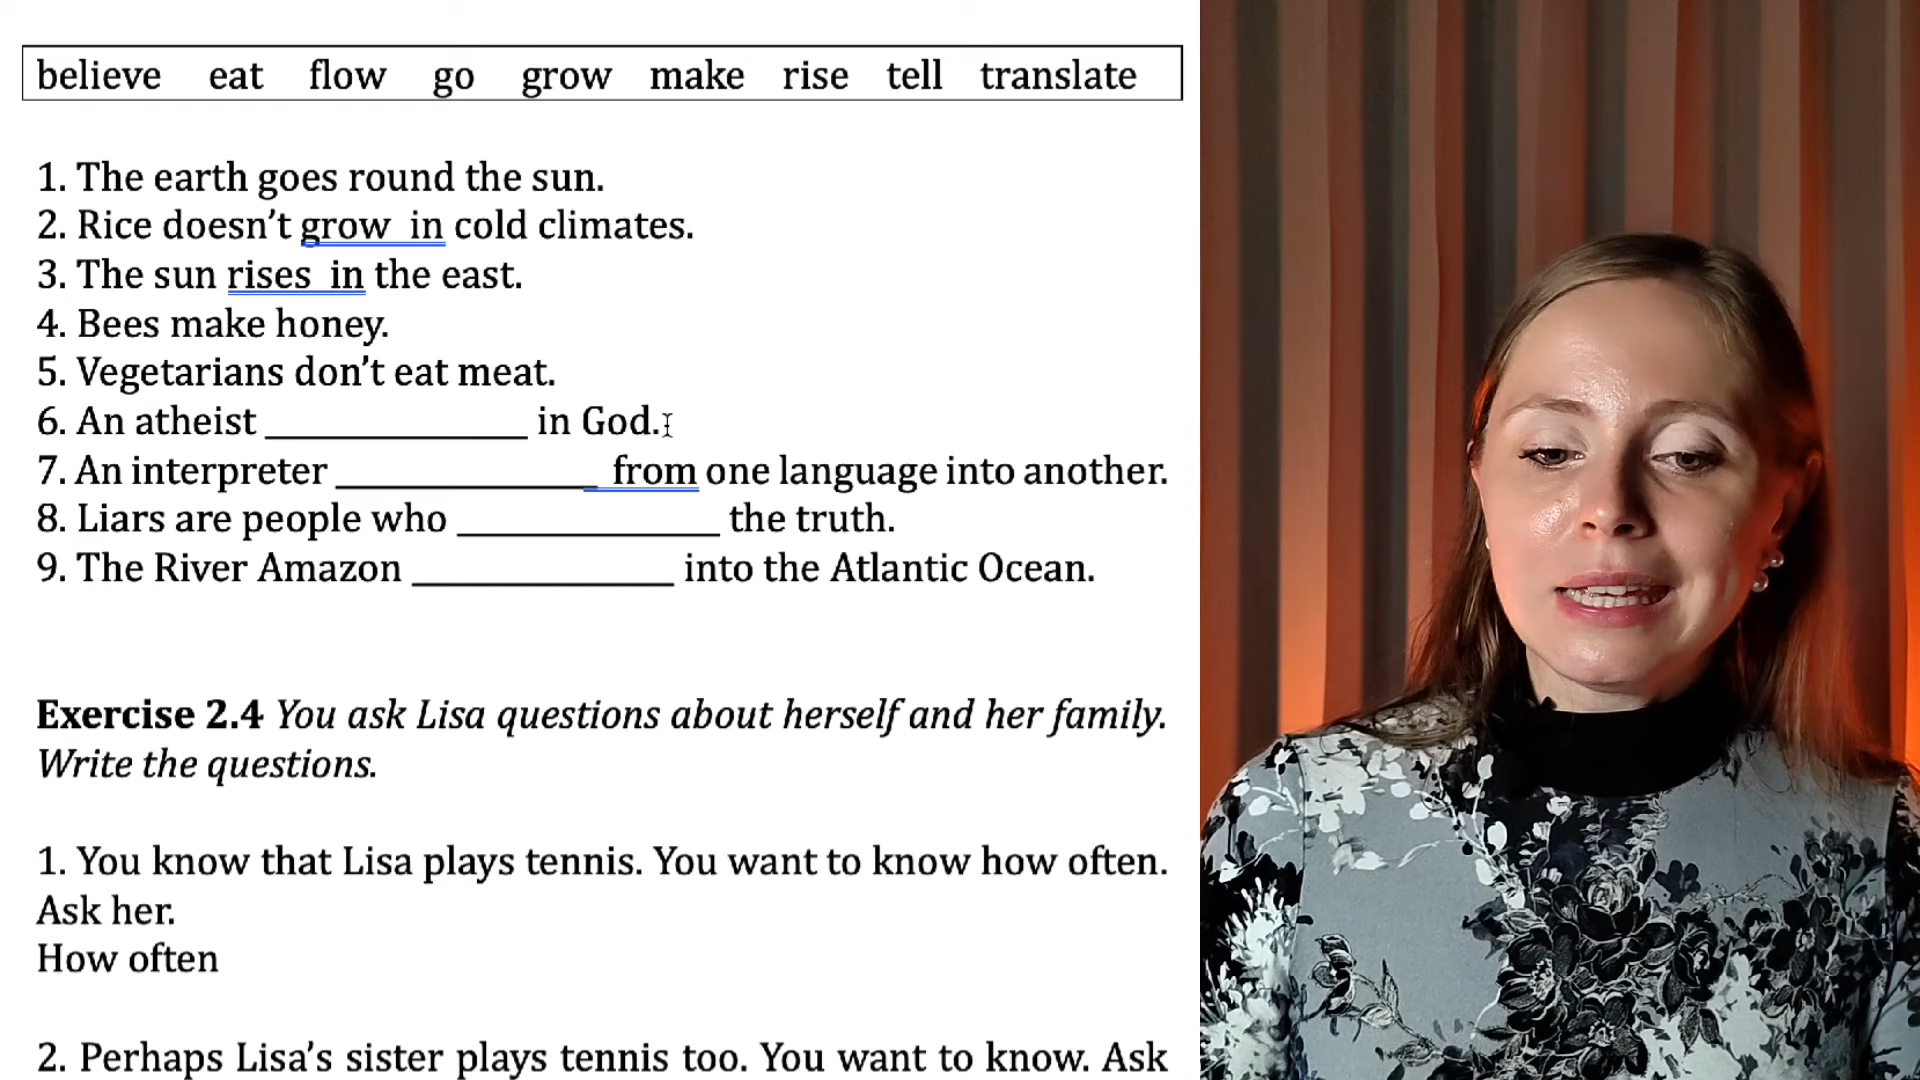 believe eat flow go grow make rise tell translate
1. The earth goes round the sun.
2. Rice doesn’t grow in cold climates.
3. The sun rises in the east.
4. Bees make honey.
5. Vegetarians don’t eat meat.
6. An atheist ______________ in God.
7. An interpreter ______________ from one language into another.
8. Liars are people who ______________ the truth.
9. The River Amazon ______________ into the Atlantic Ocean.
Exercise 2.4 You ask Lisa questions about herself and her family.
Write the questions.
1. You know that Lisa plays tennis. You want to know how often.
Ask her.
How often
2. Perhaps Lisa’s sister plays tennis too. You want to know. Ask